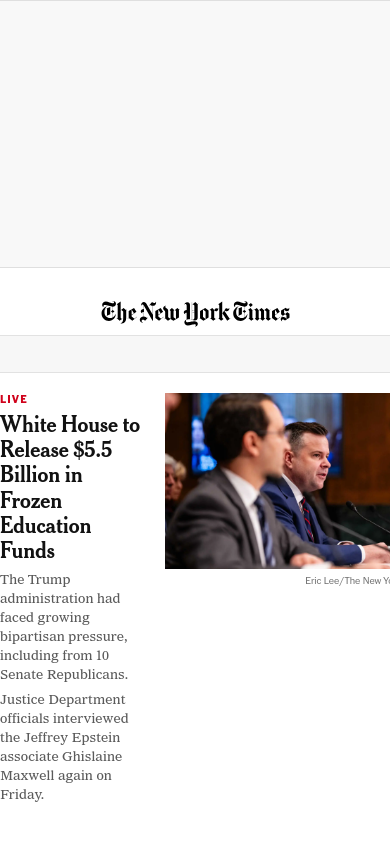 The New York Times
LIVE
White House to
Release $5.5
Billion in
Frozen
Education
Funds
Eric Lee/The New Yo
The Trump
administration had
faced growing
bipartisan pressure,
including from 10
Senate Republicans.
Justice Department
officials interviewed
the Jeffrey Epstein
associate Ghislaine
Maxwell again on
Friday.